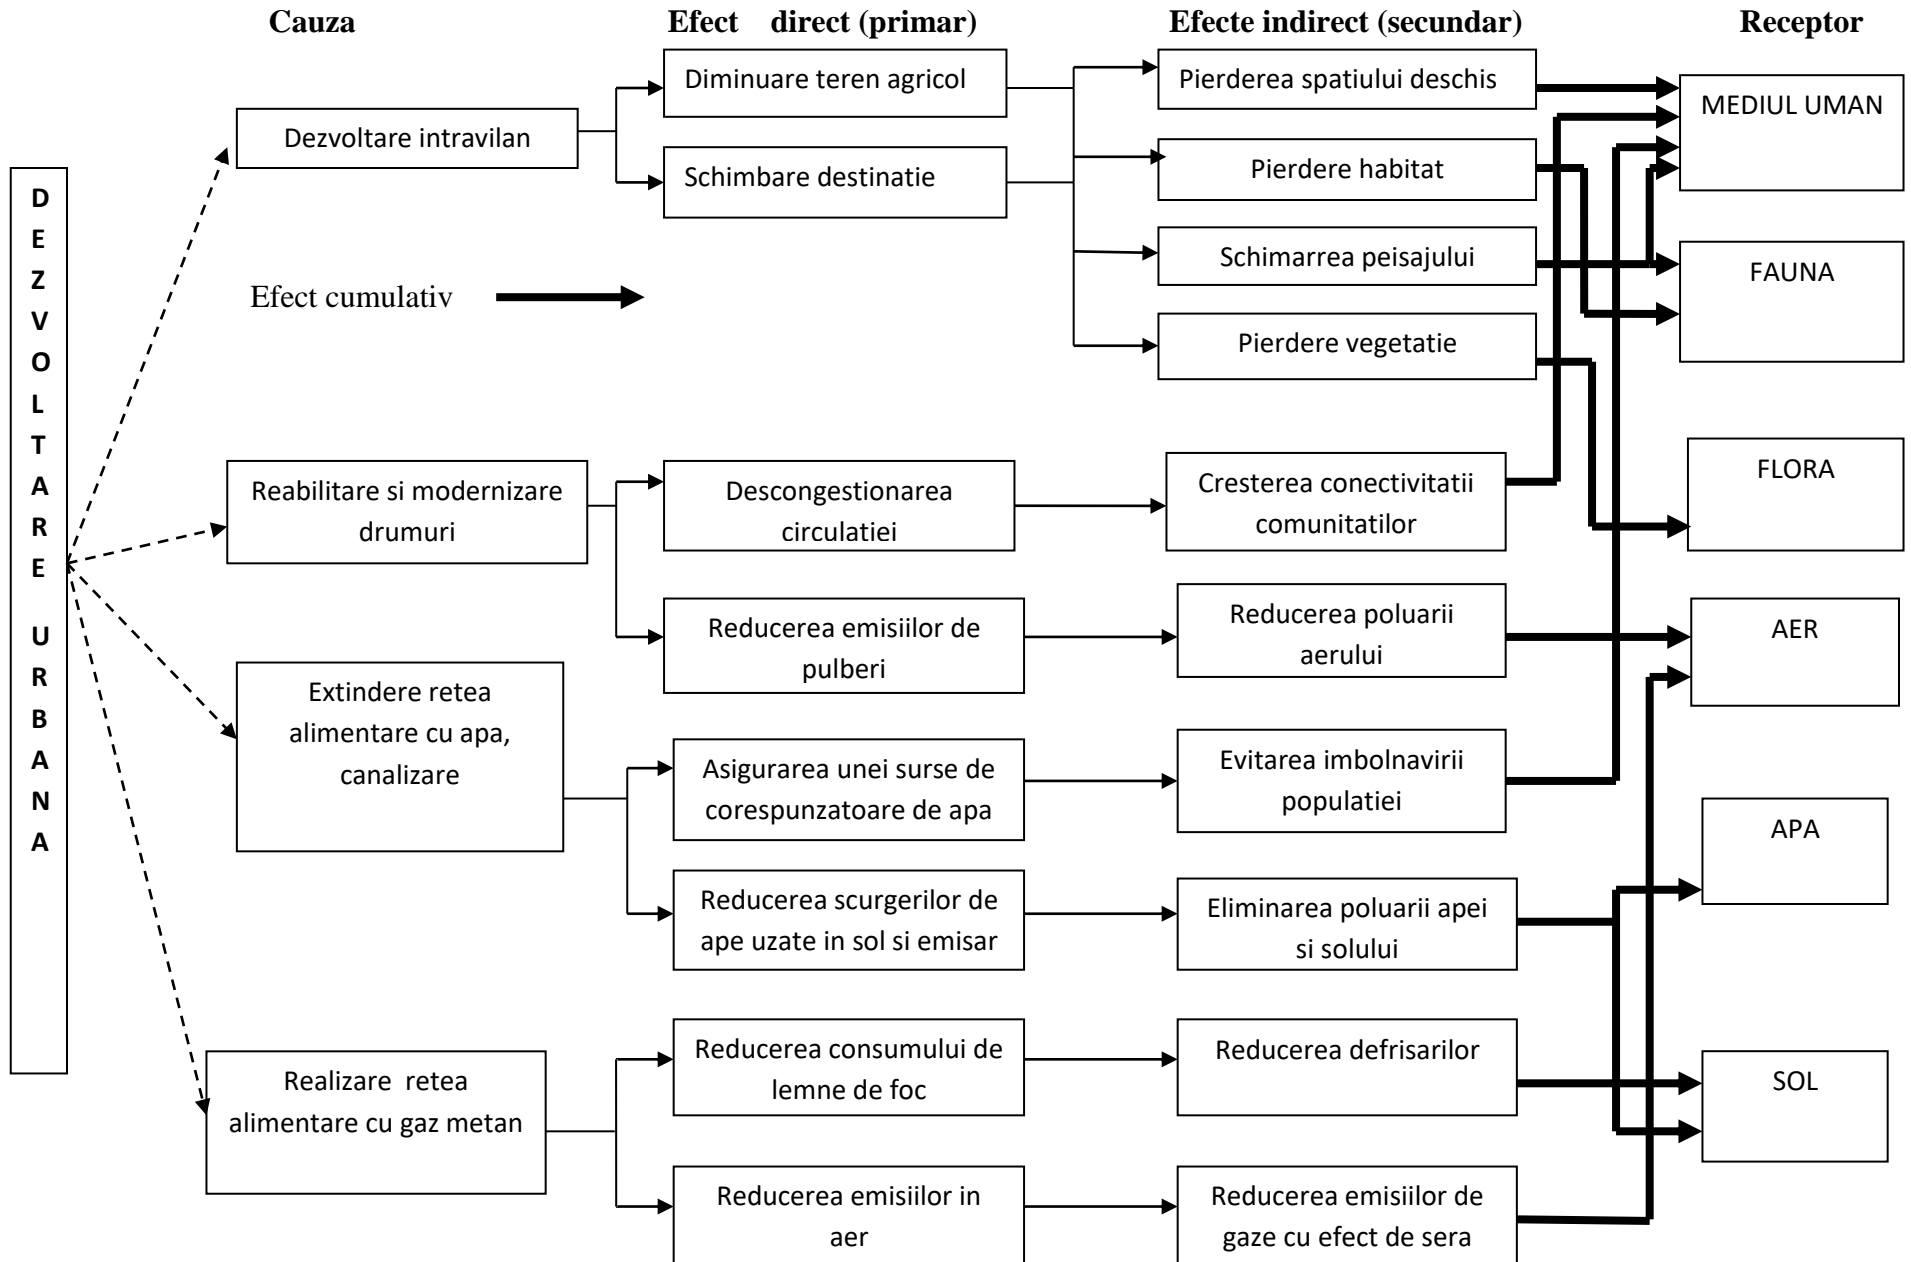 Cauza
Efect direct (primar)
Efecte indirect (secundar)
Receptor
DEZVOLTARE URBANA
Dezvoltare intravilan
Diminuare teren agricol
Schimbare destinatie
Pierderea spatiului deschis
Pierdere habitat
Schimarrea peisajului
Pierdere vegetatie
MEDIUL UMAN
FAUNA
Efect cumulativ
Reabilitare si modernizare
drumuri
Descongestionarea
circulatiei
Cresterea conectivitatii
comunitatilor
FLORA
Reducerea emisiilor de
pulberi
Reducerea poluarii
aerului
AER
Extindere retea
alimentare cu apa,
canalizare
Asigurarea unei surse de
corespunzatoare de apa
Evitarea imbolnavirii
populatiei
APA
Reducerea scurgerilor de
ape uzate in sol si emisar
Eliminarea poluarii apei
si solului
Realizare retea
alimentare cu gaz metan
Reducerea consumului de
lemne de foc
Reducerea defrisarilor
SOL
Reducerea emisiilor in
aer
Reducerea emisiilor de
gaze cu efect de sera